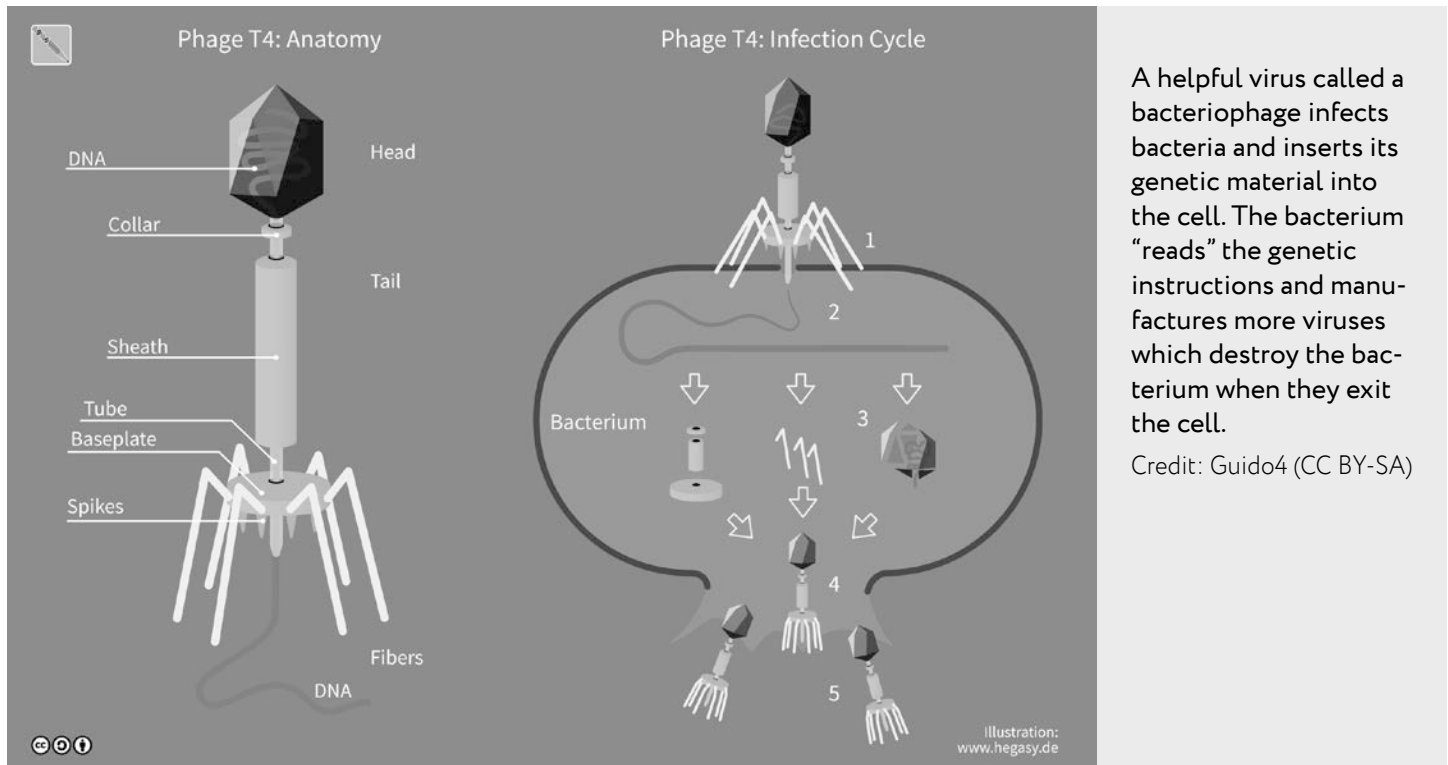 Phage T4: Anatomy
DNA
Head
Collar
Tail
Sheath
Tube
Baseplate
Spikes
Fibers
DNA
Phage T4: Infection Cycle
1
2
Bacterium
3
4
5
Illustration:
www.hegasy.de
cc
A helpful virus called a
bacteriophage infects
bacteria and inserts its
genetic material into
the cell. The bacterium
“reads” the genetic
instructions and manu-
factures more viruses
which destroy the bac-
terium when they exit
the cell.
Credit: Guido4 (CC BY-SA)